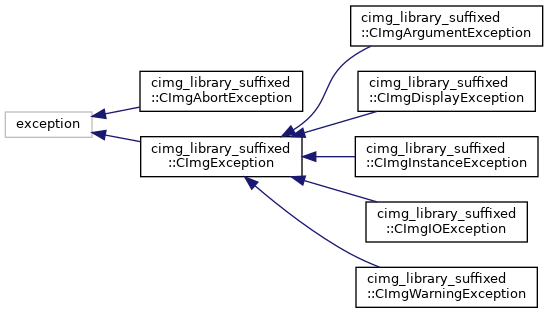 exception
cimg_library_suffixed
::CImgAbortException
cimg_library_suffixed
::CImgException
cimg_library_suffixed
::CImgArgumentException
cimg_library_suffixed
::CImgDisplayException
cimg_library_suffixed
::CImgInstanceException
cimg_library_suffixed
::CImgIOException
cimg_library_suffixed
::CImgWarningException